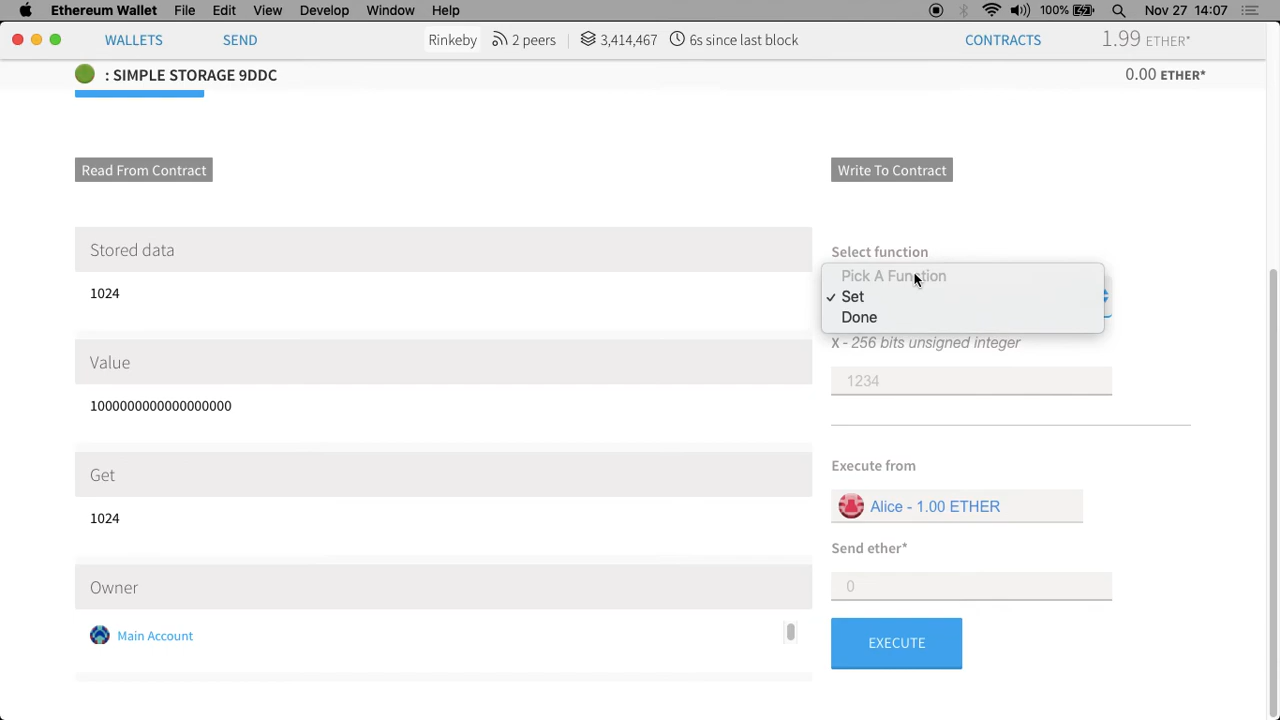 Ethereum Wallet File Edit View Develop Window Help 100% Nov 27 14:07
WALLETS SEND Rinkeby 2 peers 3,414,467 6s since last block CONTRACTS 1.99 ETHER*
: SIMPLE STORAGE 9DDC 0.00 ETHER*
Read From Contract
Stored data
1024
Value
1000000000000000000
Get
1024
Owner
Main Account
Write To Contract
Select function
Pick A Function
✓ Set
Done
X - 256 bits unsigned integer
1234
Execute from
Alice - 1.00 ETHER
Send ether*
0
EXECUTE